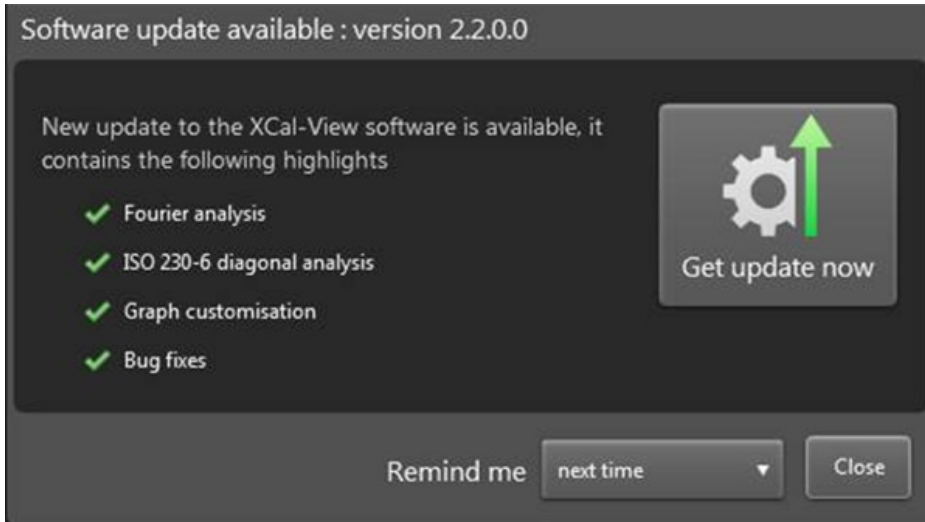 Software update available : version 2.2.0.0
New update to the XCal-View software is available, it
contains the following highlights
Fourier analysis
ISO 230-6 diagonal analysis
Graph customisation
Bug fixes
Get update now
Remind me
next time
Close